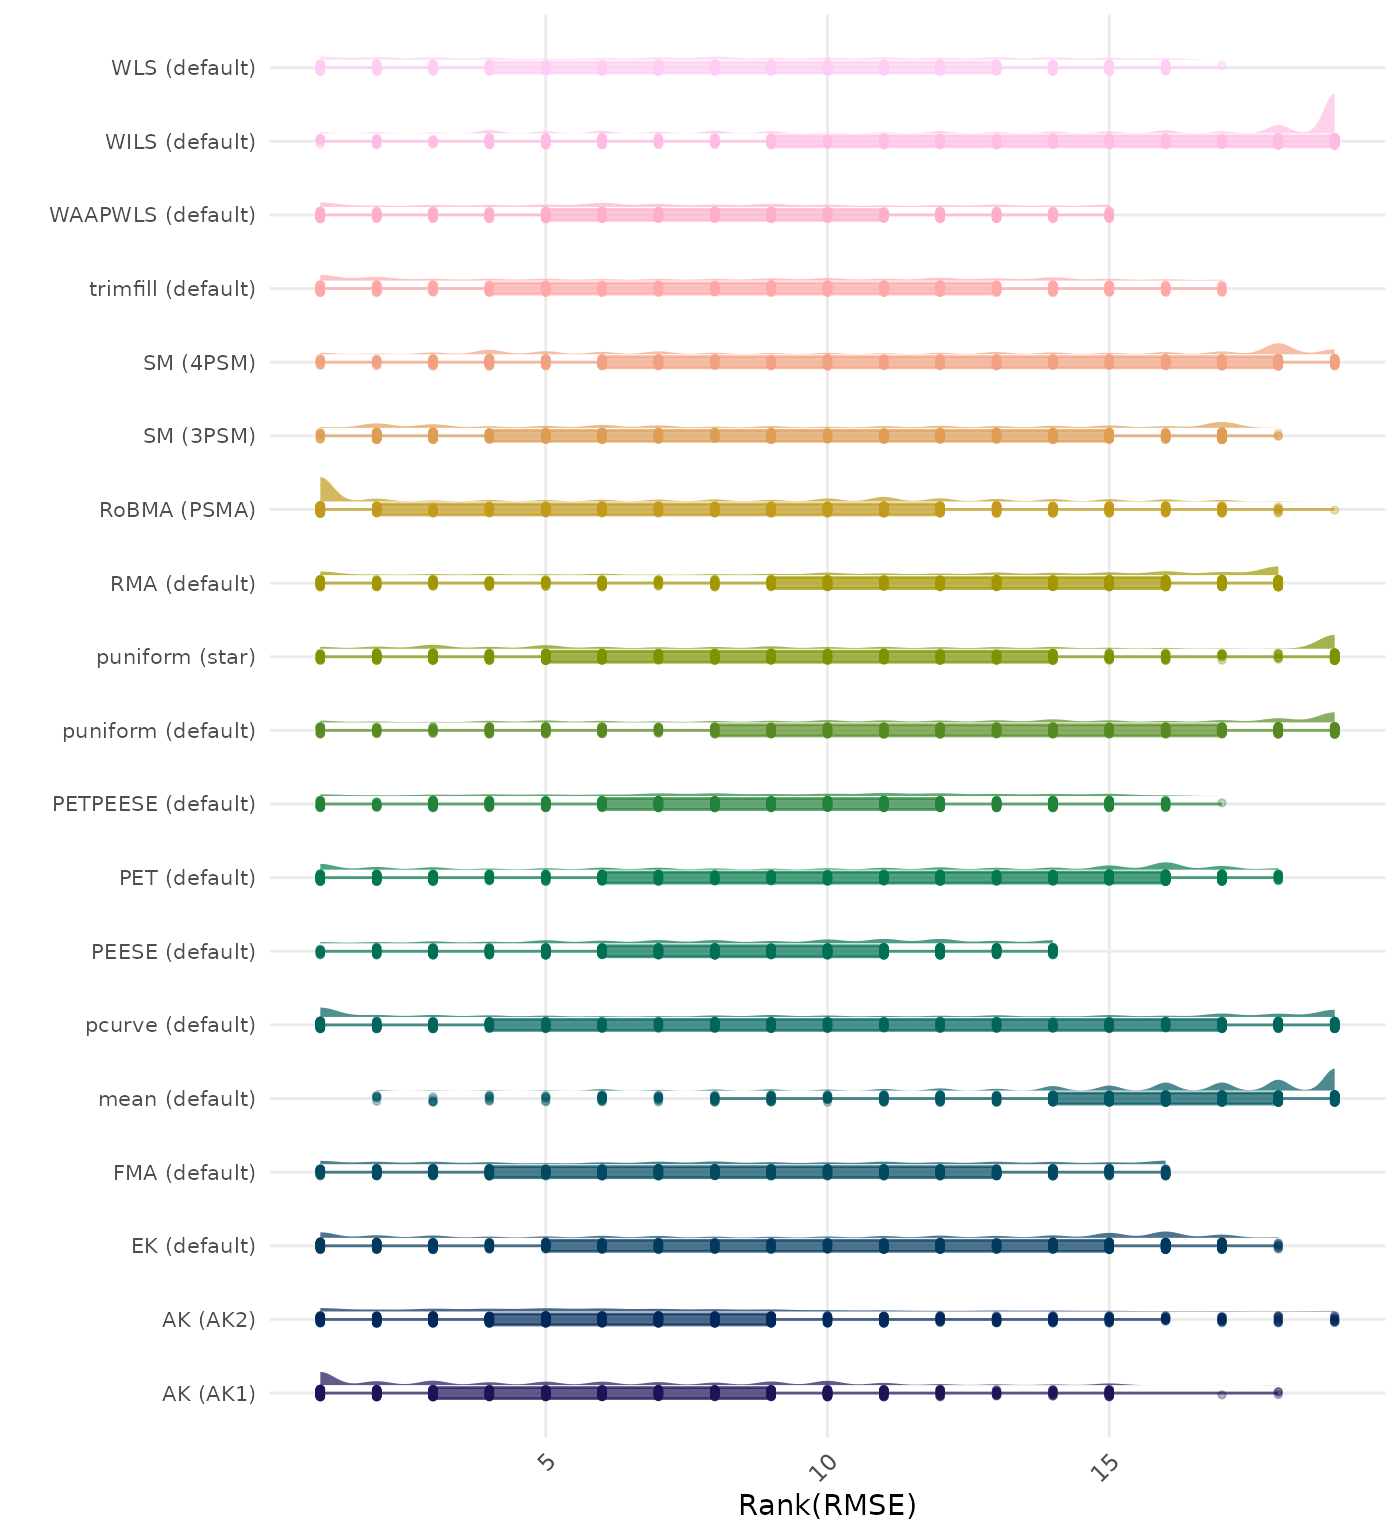 WLS (default)
WILS (default)
WAAPWLS (default)
trimfill (default)
SM (4PSM)
SM (3PSM)
RoBMA (PSMA)
RMA (default)
puniform (star)
puniform (default)
PETPEESE (default)
PET (default)
PEESE (default)
pcurve (default)
mean (default)
FMA (default)
EK (default)
AK (AK2)
AK (AK1)
5
10
15
Rank(RMSE)